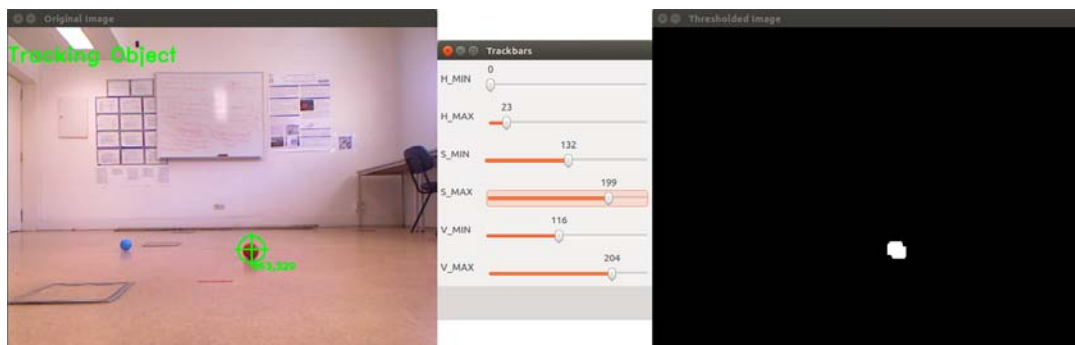 Original Image
Tracking Object
Trackbars
H_MIN
0
H_MAX
23
S_MIN
132
S_MAX
199
V_MIN
116
V_MAX
204
Thresholded Image